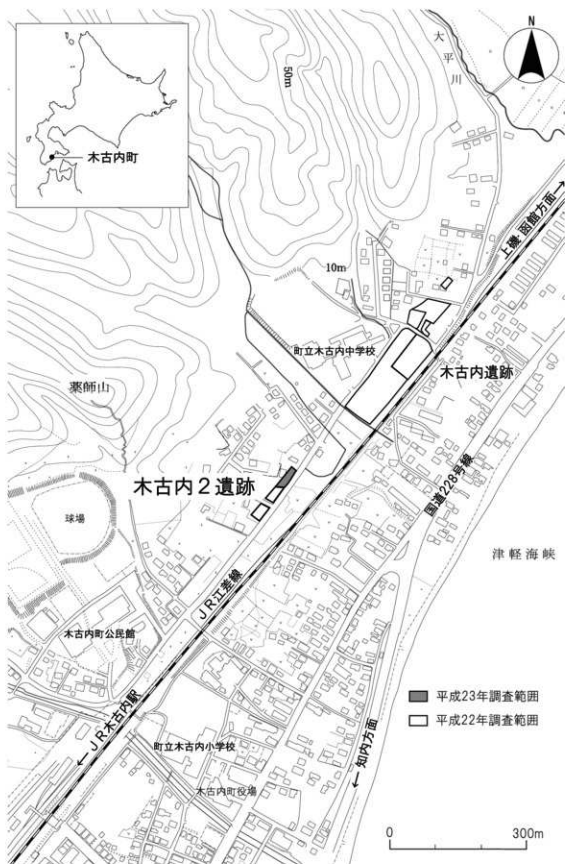 木古内町
50m
大平川
N
上磯・函館方面→
10m
町立木古内中学校
木古内遺跡
薬師山
木古内2遺跡
国道228号線
球場
津軽海峡
JR江差線
木古内町公民館
平成23年調査範囲
平成22年調査範囲
←JR木古内駅
町立木古内小学校
←知内方面
木古内町役場
0 300m